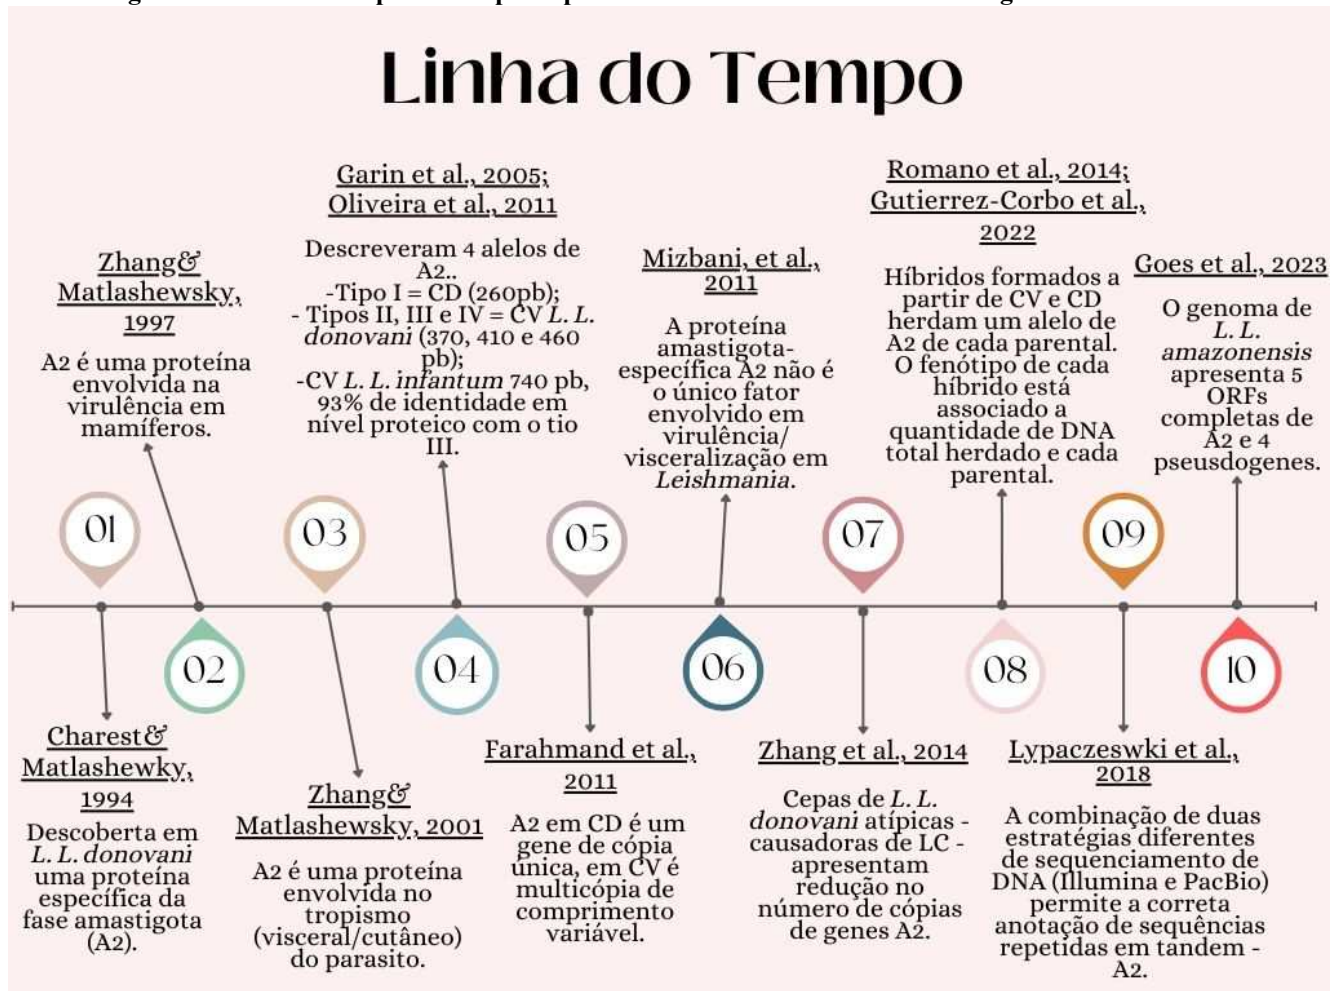 Linha do Tempo
Zhang&
Matlashewsky,
1997
A2 é uma proteína
envolvida na
virulência em
mamíferos.
Garin et al., 2005;
Oliveira et al., 2011
Descreveram 4 alelos de
A2..
-Tipo I = CD (260pb);
- Tipos II, III e IV = CV L. L.
donovani (370, 410 e 460
pb);
-CV L. L. infantum 740 pb,
93% de identidade em
nível proteico com o tio
III.
Mizbani, et al.,
2011
A proteína
amastigota-
específica A2 não é
o único fator
envolvido em
virulência/
visceralização em
Leishmania.
Romano et al., 2014;
Gutierrez-Corbo et al.,
2022
Híbridos formados a
partir de CV e CD
herdam um alelo de
A2 de cada parental.
O fenótipo de cada
híbrido está
associado a
quantidade de DNA
total herdado e cada
parental.
Goes et al., 2023
O genoma de
L. L.
amazonensis
apresenta 5
ORFs
completas de
A2 e 4
pseusdogenes.
01
03
05
07
09
02
04
06
08
10
Charest&
Matlashewky,
1994
Descoberta em
L. L. donovani
uma proteína
específica da
fase amastigota
(A2).
Zhang&
Matlashewsky, 2001
A2 é uma proteína
envolvida no
tropismo
(visceral/cutâneo)
do parasito.
Farahmand et al.,
2011
A2 em CD é um
gene de cópia
única, em CV é
multicópia de
comprimento
variável.
Zhang et al., 2014
Cepas de L. L.
donovani atípicas -
causadoras de LC -
apresentam
redução no
número de cópias
de genes A2.
Lypaczeswki et al.,
2018
A combinação de duas
estratégias diferentes
de sequenciamento de
DNA (Illumina e PacBio)
permite a correta
anotação de sequências
repetidas em tandem -
A2.